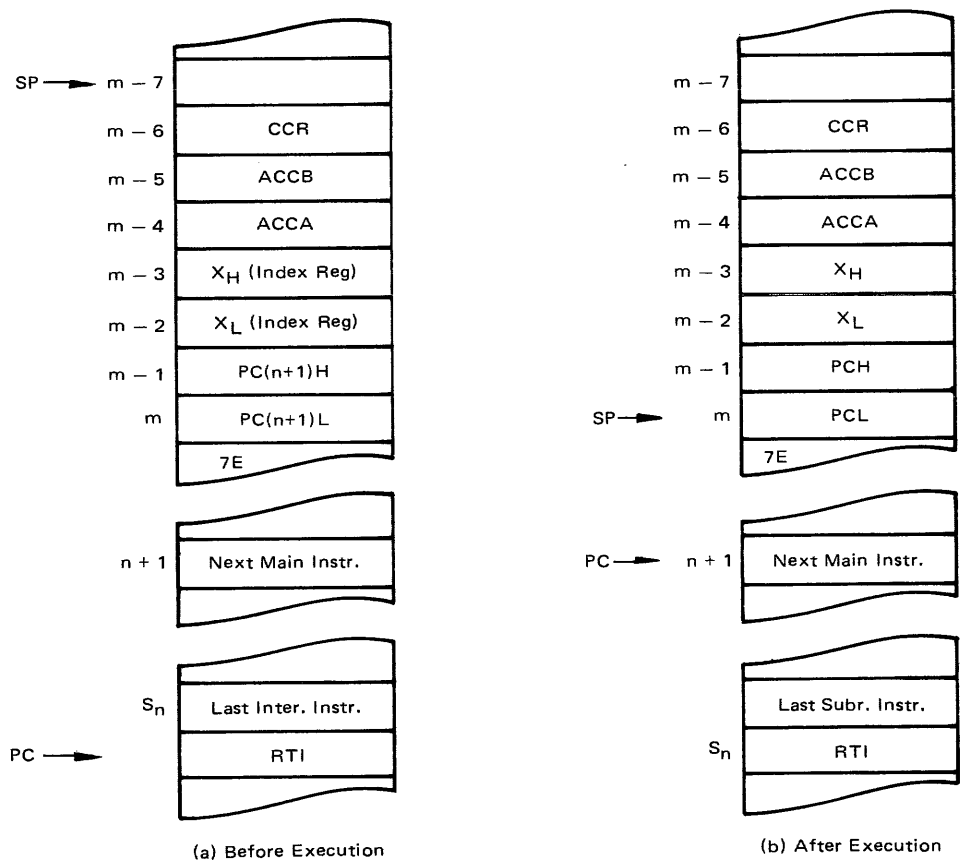 SP m – 7
m – 6 CCR
m – 5 ACCB
m – 4 ACCA
m – 3 XH (Index Reg)
m – 2 XL (Index Reg)
m – 1 PC(n+1)H
m PC(n+1)L
7E
n + 1 Next Main Instr.
Sn Last Inter. Instr.
PC RTI
(a) Before Execution
m – 7
m – 6 CCR
m – 5 ACCB
m – 4 ACCA
m – 3 XH
m – 2 XL
m – 1 PCH
SP m PCL
7E
PC n + 1 Next Main Instr.
Last Subr. Instr.
Sn RTI
(b) After Execution